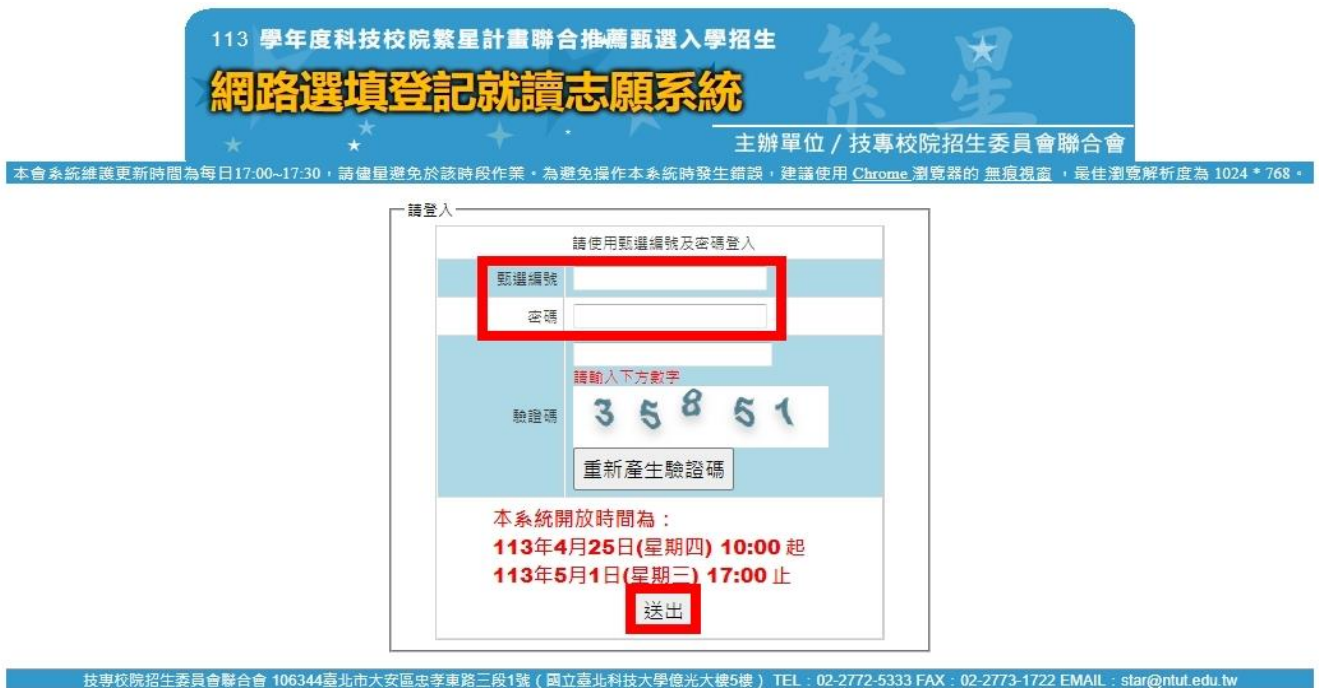 113 學年度科技校院繁星計畫聯合推薦甄選入學招生
繁星
網路選填登記就讀志願系統
主辦單位 / 技專校院招生委員會聯合會
本會系統維護更新時間為每日17:00~17:30，請儘量避免於該時段作業。為避免操作本系統時發生錯誤，建議使用 Chrome 瀏覽器的 無痕視窗 ，最佳瀏覽解析度為 1024 * 768。
請登入
請使用甄選編號及密碼登入
甄選編號
密碼
請輸入下方數字
驗證碼
3 5 8 5 1
重新產生驗證碼
本系統開放時間為：
113年4月25日(星期四) 10:00 起
113年5月1日(星期三) 17:00 止
送出
技專校院招生委員會聯合會 106344臺北市大安區忠孝東路三段1號（國立臺北科技大學億光大樓5樓） TEL：02-2772-5333 FAX：02-2773-1722 EMAIL：star@ntut.edu.tw